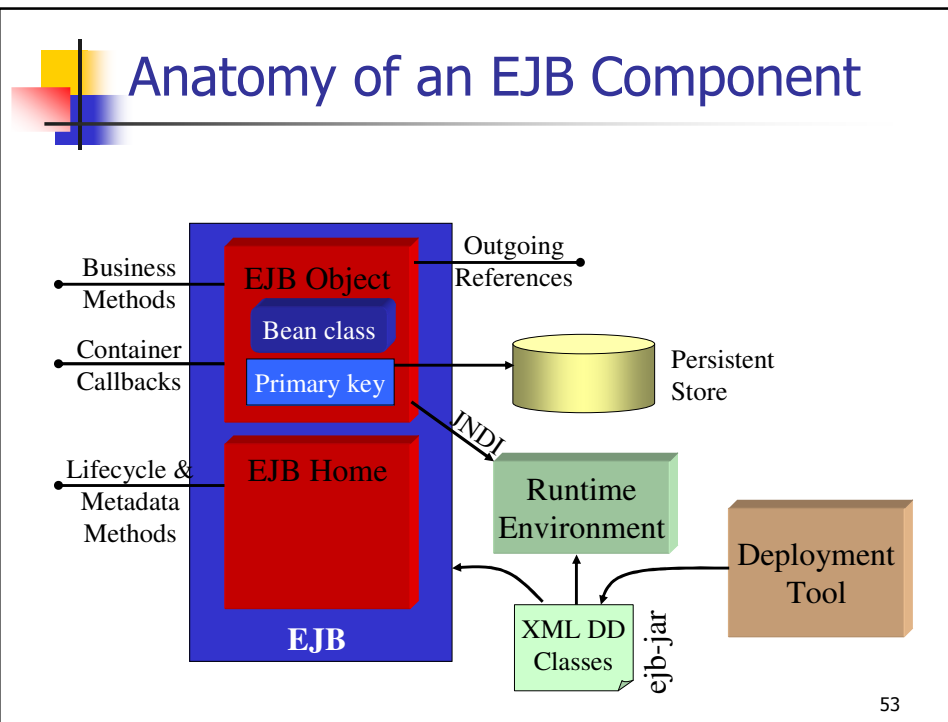 Anatomy of an EJB Component
Business
Methods
Container
Callbacks
Lifecycle &
Metadata
Methods
EJB Object
Bean class
Primary key
EJB Home
EJB
Outgoing
References
Persistent
Store
JNDI
Runtime
Environment
XML DD
Classes
ejb-jar
Deployment
Tool
53